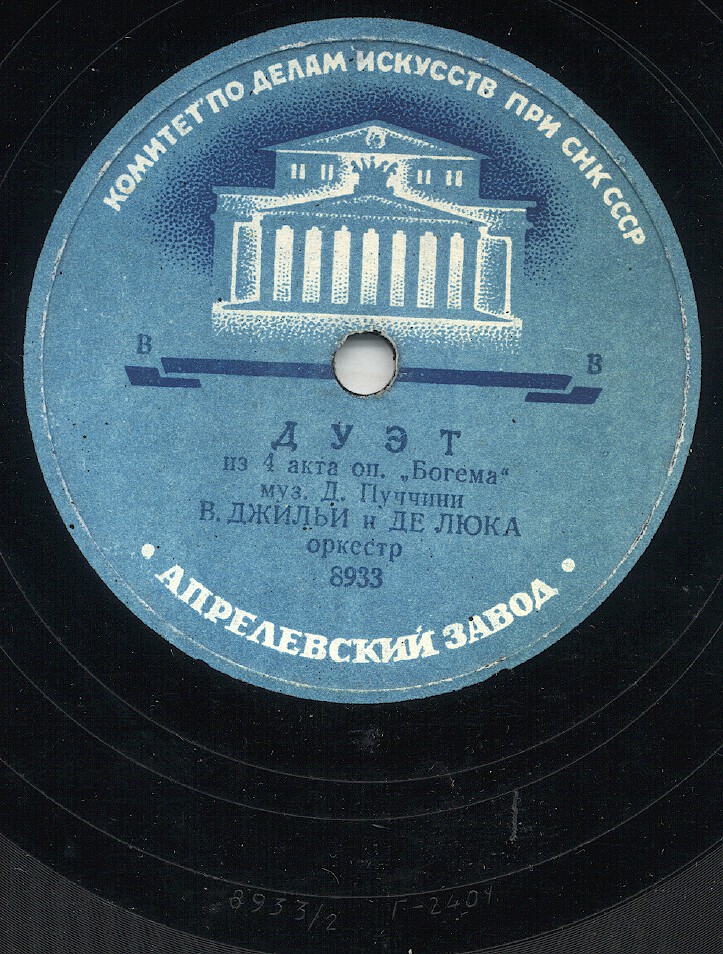 КОМИТЕТ ПО ДЕЛАМ ИСКУССТВ ПРИ СНК СССР
В В
ДУЭТ
из 4 акта оп. „Богема“
муз. Д. Пуччини
В. ДЖИЛЬИ и ДЕ ЛЮКА
оркестр
8933
• АПРЕЛЕВСКИЙ ЗАВОД •
8933/2 Г-2401